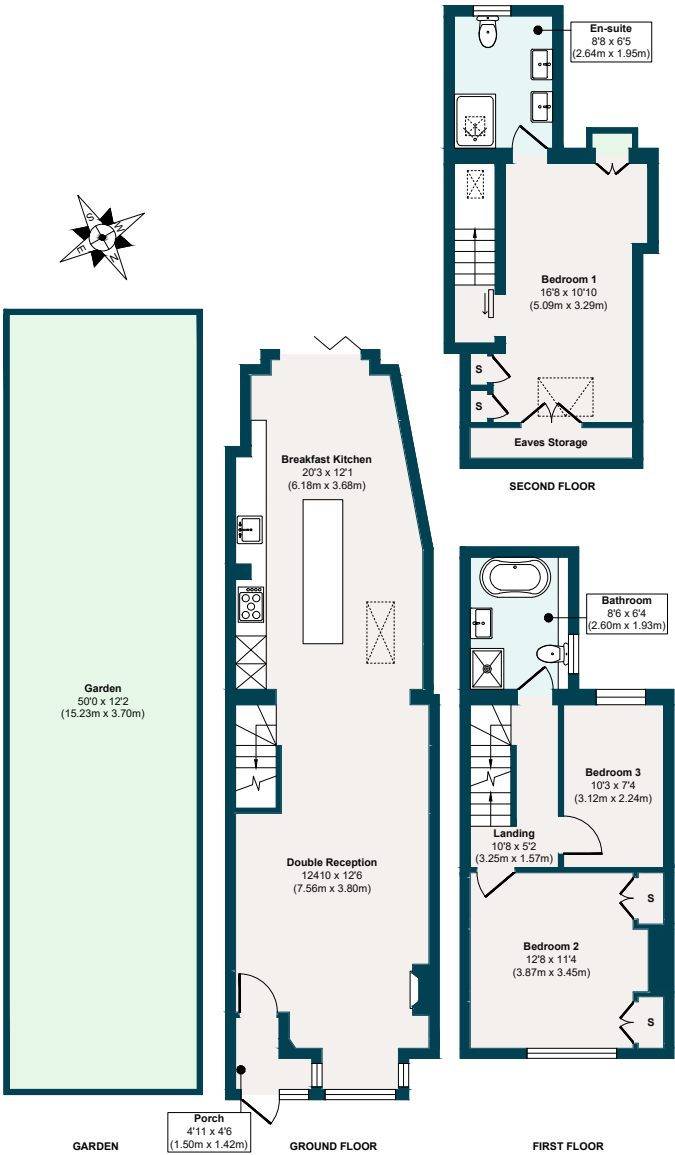 En-suite
8'8 x 6'5
(2.64m x 1.95m)
Bedroom 1
16'8 x 10'10
(5.09m x 3.29m)
S
S
Eaves Storage
SECOND FLOOR
S
W
E
N
Garden
50'0 x 12'2
(15.23m x 3.70m)
GARDEN
Breakfast Kitchen
20'3 x 12'1
(6.18m x 3.68m)
Double Reception
12410 x 12'6
(7.56m x 3.80m)
Porch
4'11 x 4'6
(1.50m x 1.42m)
GROUND FLOOR
Bathroom
8'6 x 6'4
(2.60m x 1.93m)
Bedroom 3
10'3 x 7'4
(3.12m x 2.24m)
Landing
10'8 x 5'2
(3.25m x 1.57m)
Bedroom 2
12'8 x 11'4
(3.87m x 3.45m)
S
S
FIRST FLOOR